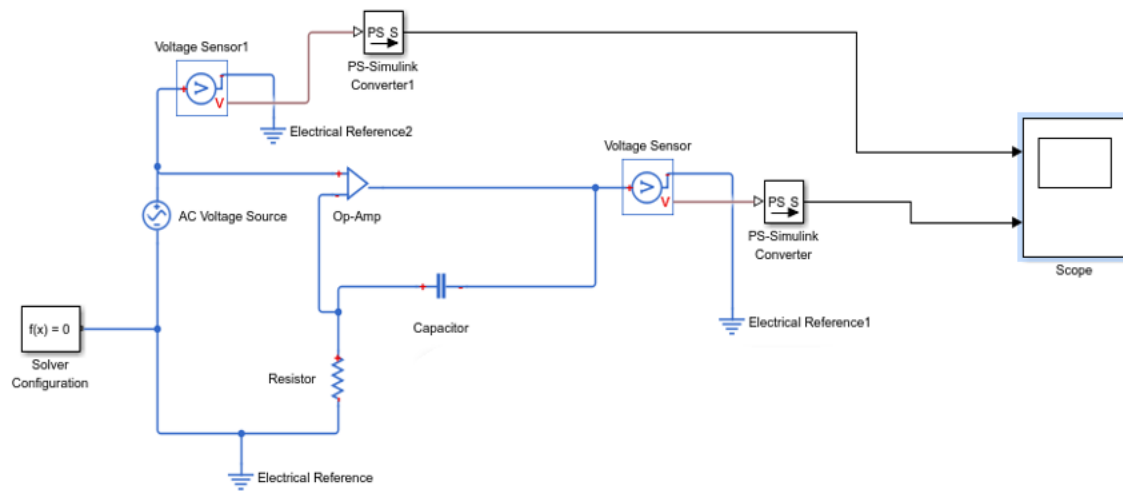 Voltage Sensor1
V
PS S
PS-Simulink
Converter1
Electrical Reference2
Voltage Sensor
V
PS S
PS-Simulink
Converter
Scope
AC Voltage Source
Op-Amp
Capacitor
Electrical Reference1
f(x) = 0
Solver
Configuration
Resistor
Electrical Reference